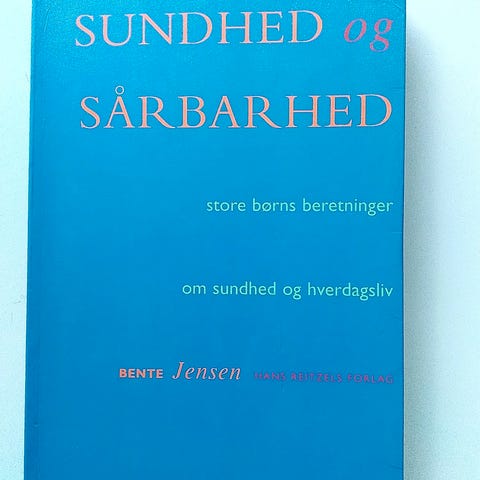 SUNDHED og
SÅRBARHED
store børns beretninger
om sundhed og hverdagsliv
BENTE Jensen HANS REITZELS FORLAG